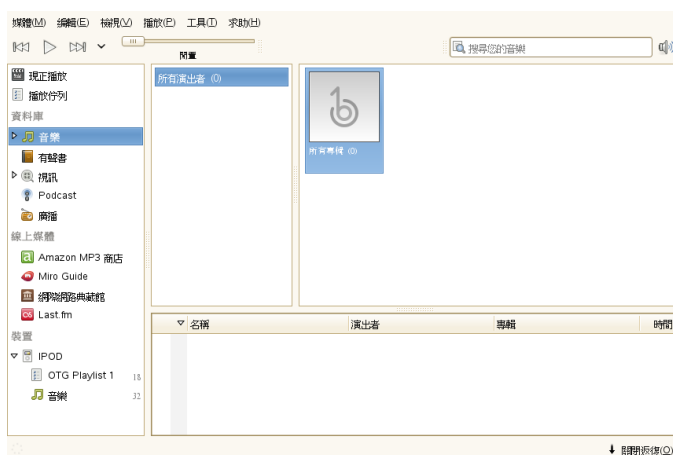 媒體(M) 編輯(E) 檢視(V) 播放(P) 工具(T) 求助(H)
閒置
搜尋您的音樂
現正播放
播放佇列
資料庫
音樂
有聲書
視訊
Podcast
廣播
線上媒體
Amazon MP3 商店
Miro Guide
網際網路典藏館
Last.fm
裝置
IPOD
OTG Playlist 1 18
音樂 32
所有演出者 (0)
所有專輯 (0)
名稱 演出者 專輯 時間
關閉返復(O)